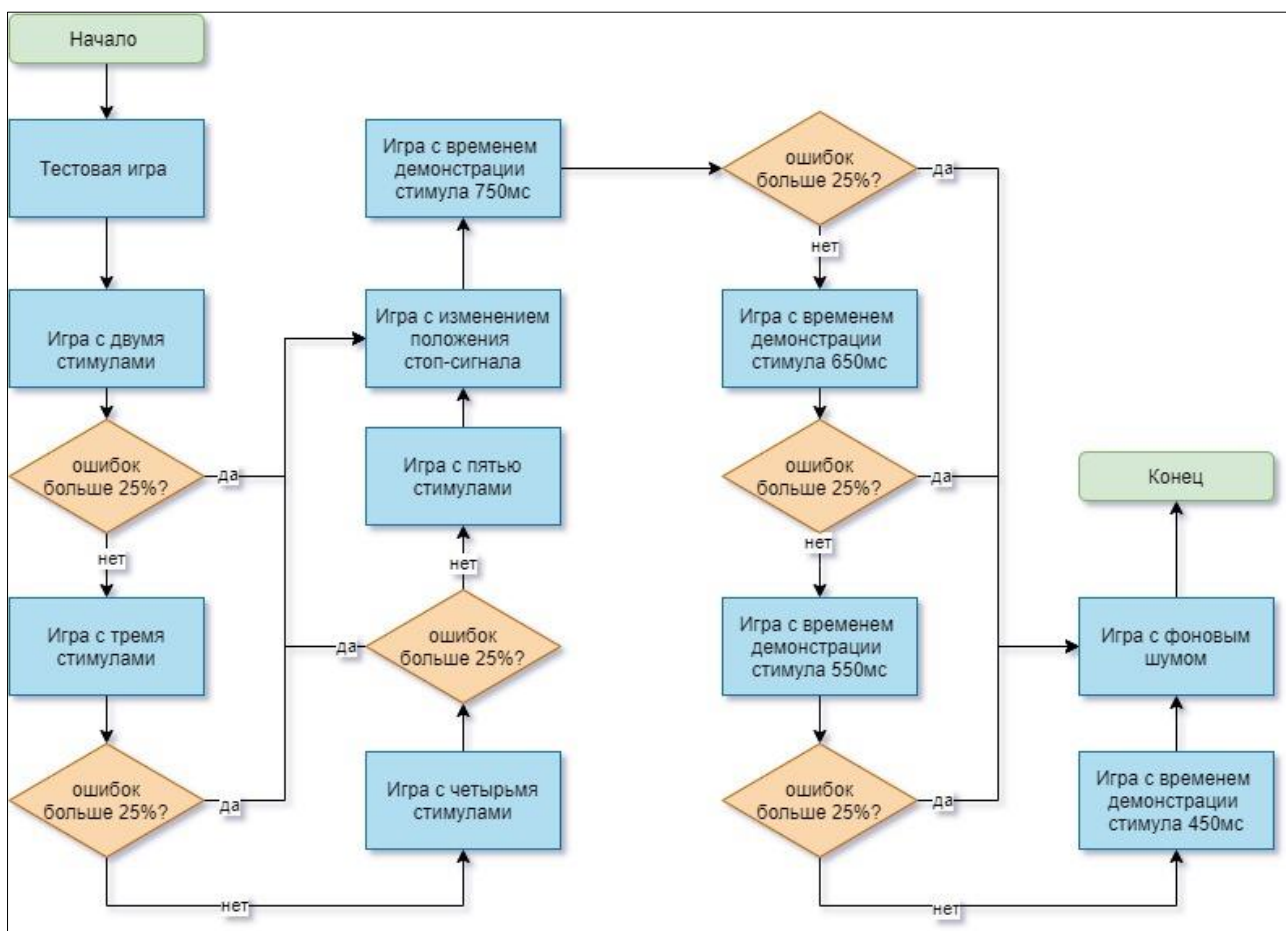 Начало
Тестовая игра
Игра с двумя
стимулами
ошибок
больше 25%?
да
нет
Игра с тремя
стимулами
ошибок
больше 25%?
да
нет
Игра с четырьмя
стимулами
ошибок
больше 25%?
да
нет
Игра с пятью
стимулами
Игра с изменением
положения
стоп-сигнала
Игра с временем
демонстрации
стимула 750мс
ошибок
больше 25%?
да
нет
Игра с временем
демонстрации
стимула 650мс
ошибок
больше 25%?
да
нет
Игра с временем
демонстрации
стимула 550мс
ошибок
больше 25%?
да
нет
Игра с временем
демонстрации
стимула 450мс
Игра с фоновым
шумом
Конец